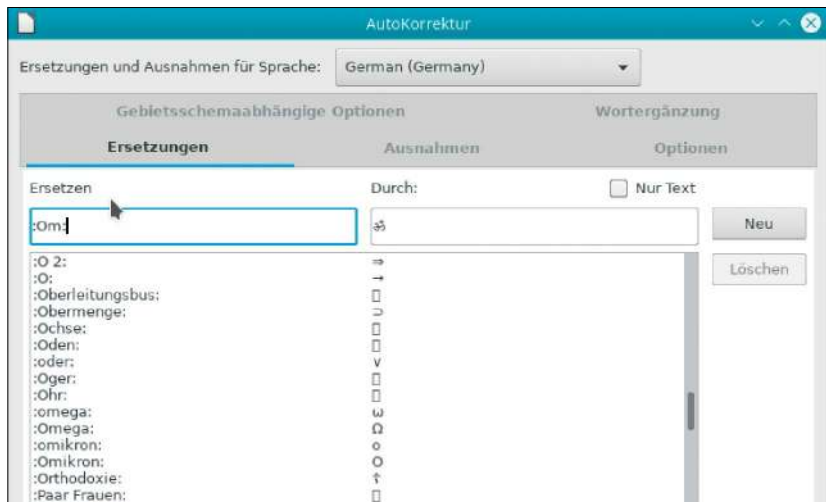 AutoKorrektur
Ersetzungen und Ausnahmen für Sprache: German (Germany)
Gebietsschemaabhängige Optionen Wortergänzung
Ersetzungen Ausnahmen Optionen
Ersetzen Durch: Nur Text
:Om: ॐ Neu
Löschen
:O 2: ⇒
:O: →
:Oberleitungsbus:
:Obermenge: ⊃
:Ochse:
:Oden:
:oder: ∨
:Oger:
:Ohr:
:omega: ω
:Omega: Ω
:omikron: ο
:Omikron: Ο
:Orthodoxie: ☦
:Paar Frauen: